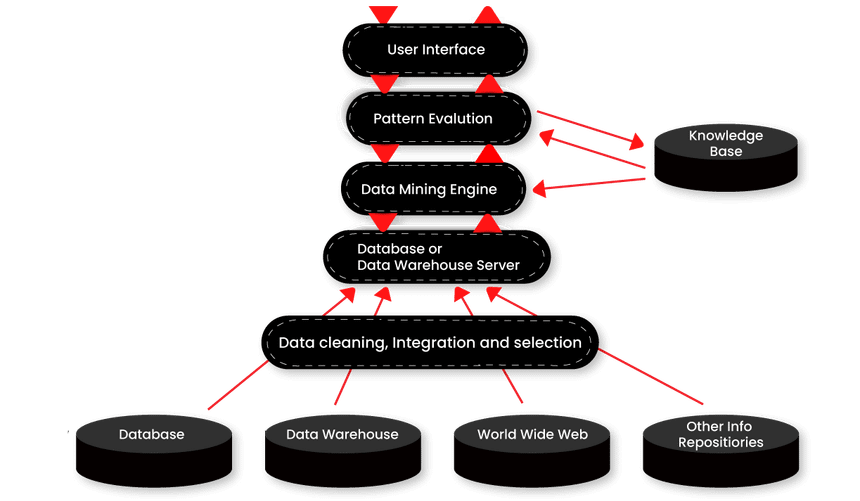 User Interface
Pattern Evalution
Knowledge
Base
Data Mining Engine
Database or
Data Warehouse Server
Data cleaning, Integration and selection
Database
Data Warehouse
World Wide Web
Other Info
Repositiories